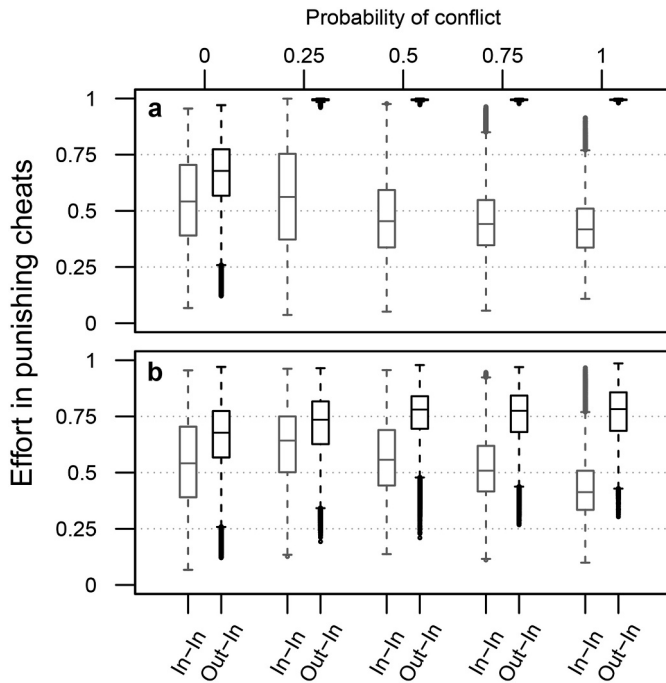 Probability of conflict
0 0.25 0.5 0.75 1
Effort in punishing cheats
a
1
0.75
0.5
0.25
0
b
1
0.75
0.5
0.25
0
In-In Out-In In-In Out-In In-In Out-In In-In Out-In In-In Out-In